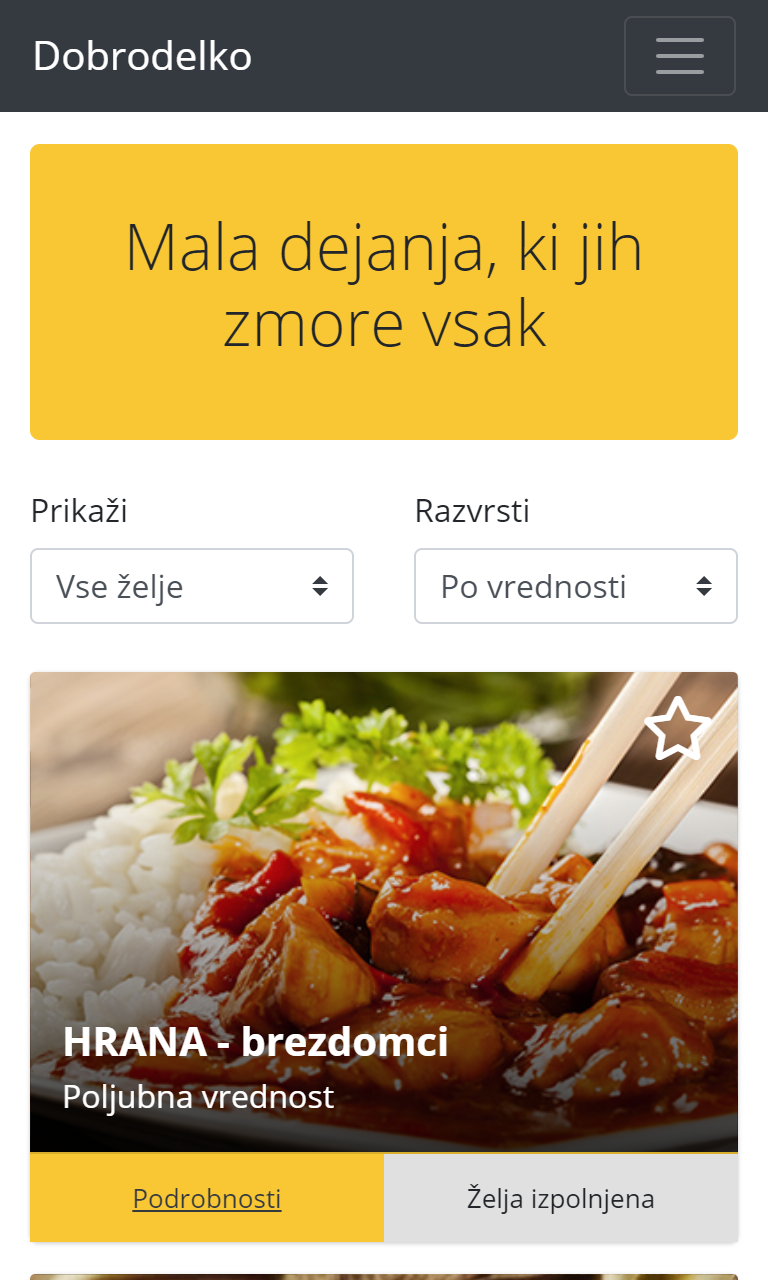 Dobrodelko
Mala dejanja, ki jih
zmore vsak
Prikaži
Razvrsti
Vse želje
Po vrednosti
HRANA - brezdomci
Poljubna vrednost
Podrobnosti
Želja izpolnjena